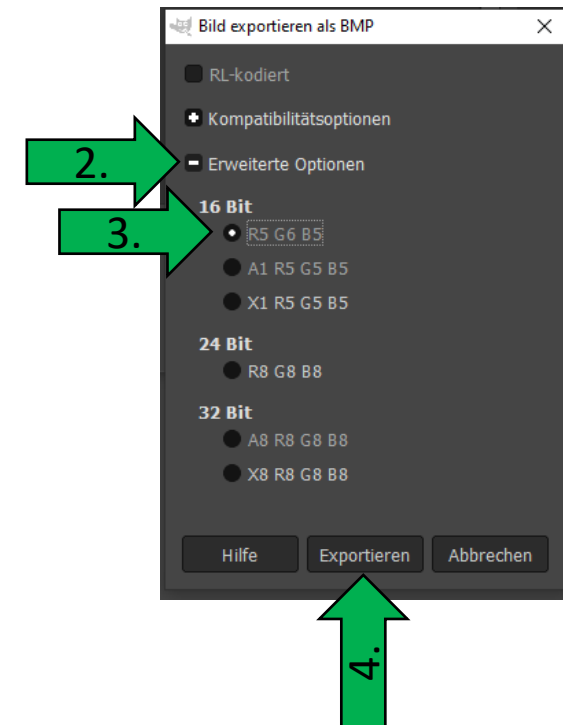 Bild exportieren als BMP
RL-kodiert
Kompatibilitätsoptionen
2.
Erweiterte Optionen
16 Bit
3.
R5 G6 B5
A1 R5 G5 B5
X1 R5 G5 B5
24 Bit
R8 G8 B8
32 Bit
A8 R8 G8 B8
X8 R8 G8 B8
Hilfe Exportieren Abbrechen
4.